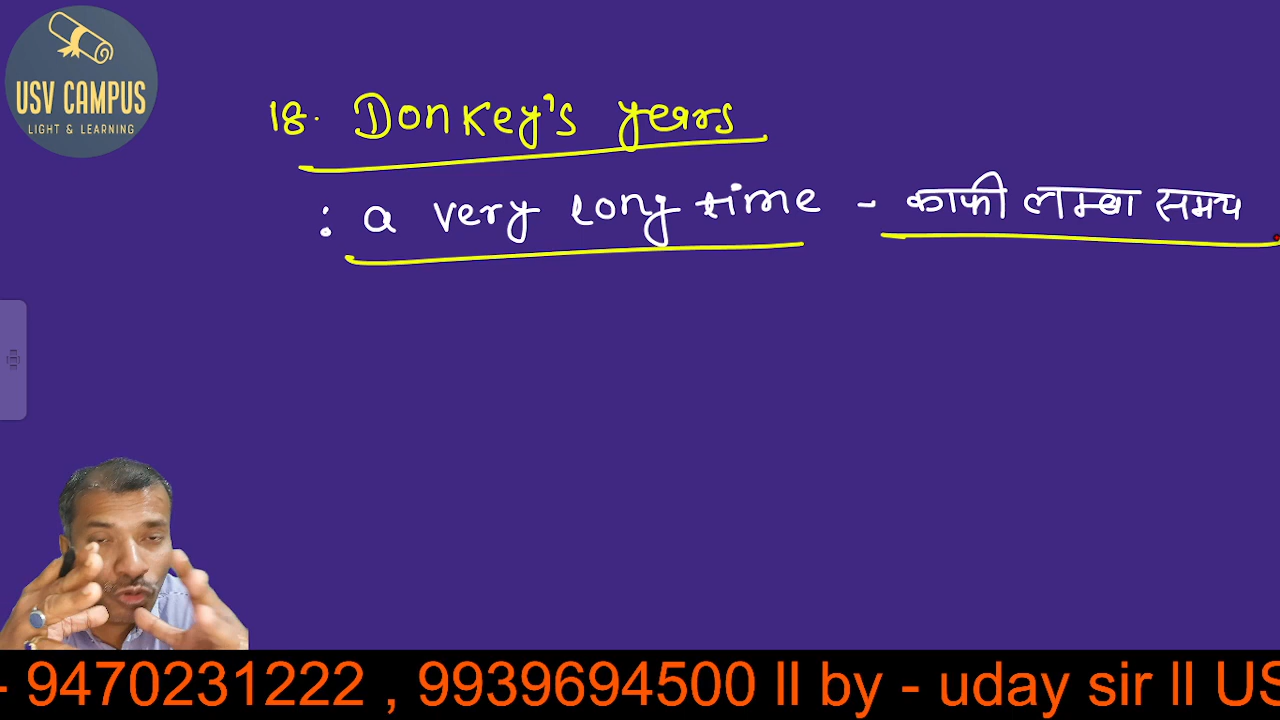 USV CAMPUS
LIGHT & LEARNING
18. Donkey's years
: a very long time - काफी लम्बा समय
- 9470231222 , 9939694500 ll by - uday sir ll US